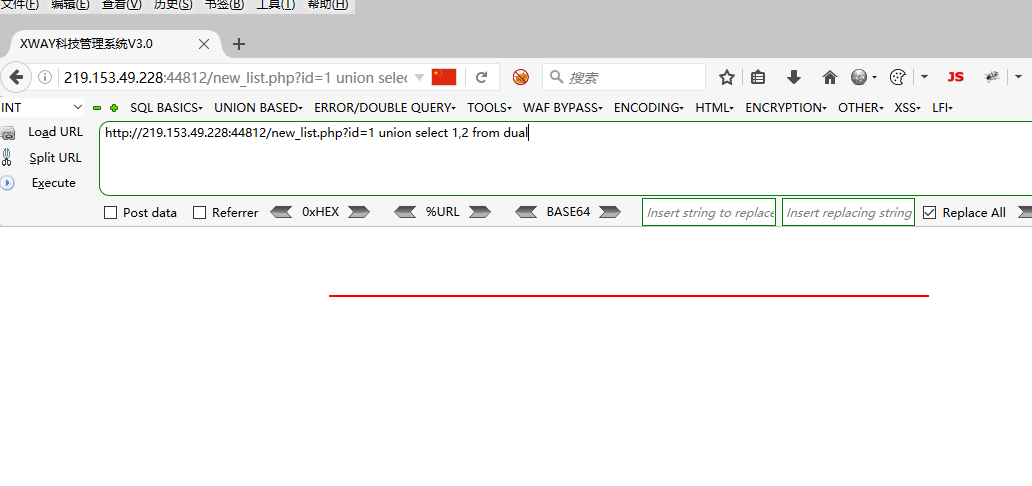 文件(F) 编辑(E) 查看(V) 历史(S) 书签(B) 工具(T) 帮助(H)
XWAY科技管理系统V3.0
219.153.49.228:44812/new_list.php?id=1 union selec 搜索 JS
INT SQL BASICS UNION BASED ERROR/DOUBLE QUERY TOOLS WAF BYPASS ENCODING HTML ENCRYPTION OTHER XSS LFI
Load URL http://219.153.49.228:44812/new_list.php?id=1 union select 1,2 from dual
Split URL
Execute
Post data Referrer 0xHEX %URL BASE64 Insert string to replace Insert replacing string Replace All